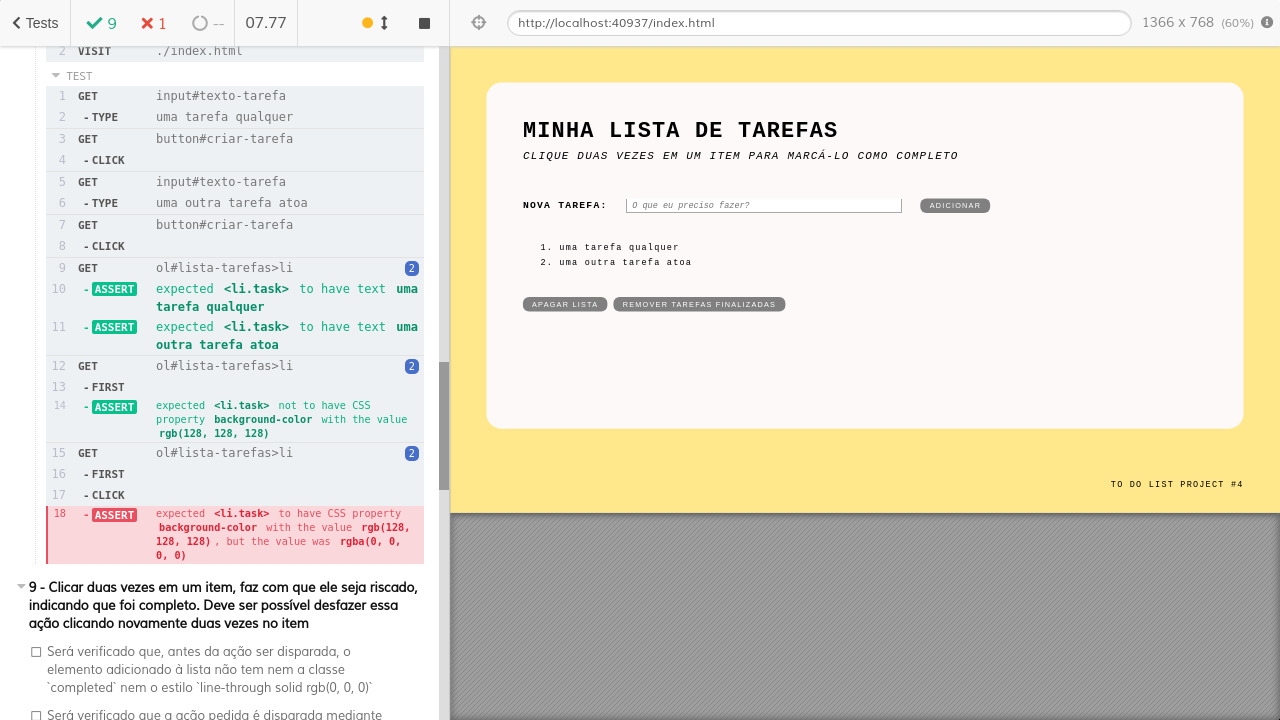 Tests 9 1 -- 07.77
http://localhost:40937/index.html 1366 x 768 (60%)
2 VISIT ./index.html
TEST
1 GET input#texto-tarefa
2 -TYPE uma tarefa qualquer
3 GET button#criar-tarefa
4 -CLICK
5 GET input#texto-tarefa
6 -TYPE uma outra tarefa atoa
7 GET button#criar-tarefa
8 -CLICK
9 GET ol#lista-tarefas>li 2
10 -ASSERT expected <li.task> to have text uma
tarefa qualquer
11 -ASSERT expected <li.task> to have text uma
outra tarefa atoa
12 GET ol#lista-tarefas>li 2
13 -FIRST
14 -ASSERT expected <li.task> not to have CSS
property background-color with the value
rgb(128, 128, 128)
15 GET ol#lista-tarefas>li 2
16 -FIRST
17 -CLICK
18 -ASSERT expected <li.task> to have CSS property
background-color with the value rgb(128,
128, 128), but the value was rgba(0, 0,
0, 0)
9 - Clicar duas vezes em um item, faz com que ele seja riscado,
indicando que foi completo. Deve ser possível desfazer essa
ação clicando novamente duas vezes no item
Será verificado que, antes da ação ser disparada, o
elemento adicionado à lista não tem nem a classe
`completed` nem o estilo `line-through solid rgb(0, 0, 0)`
Será verificado que a ação pedida é disparada mediante
MINHA LISTA DE TAREFAS
CLIQUE DUAS VEZES EM UM ITEM PARA MARCÁ-LO COMO COMPLETO
NOVA TAREFA: O que eu preciso fazer? ADICIONAR
1. uma tarefa qualquer
2. uma outra tarefa atoa
APAGAR LISTA REMOVER TAREFAS FINALIZADAS
TO DO LIST PROJECT #4